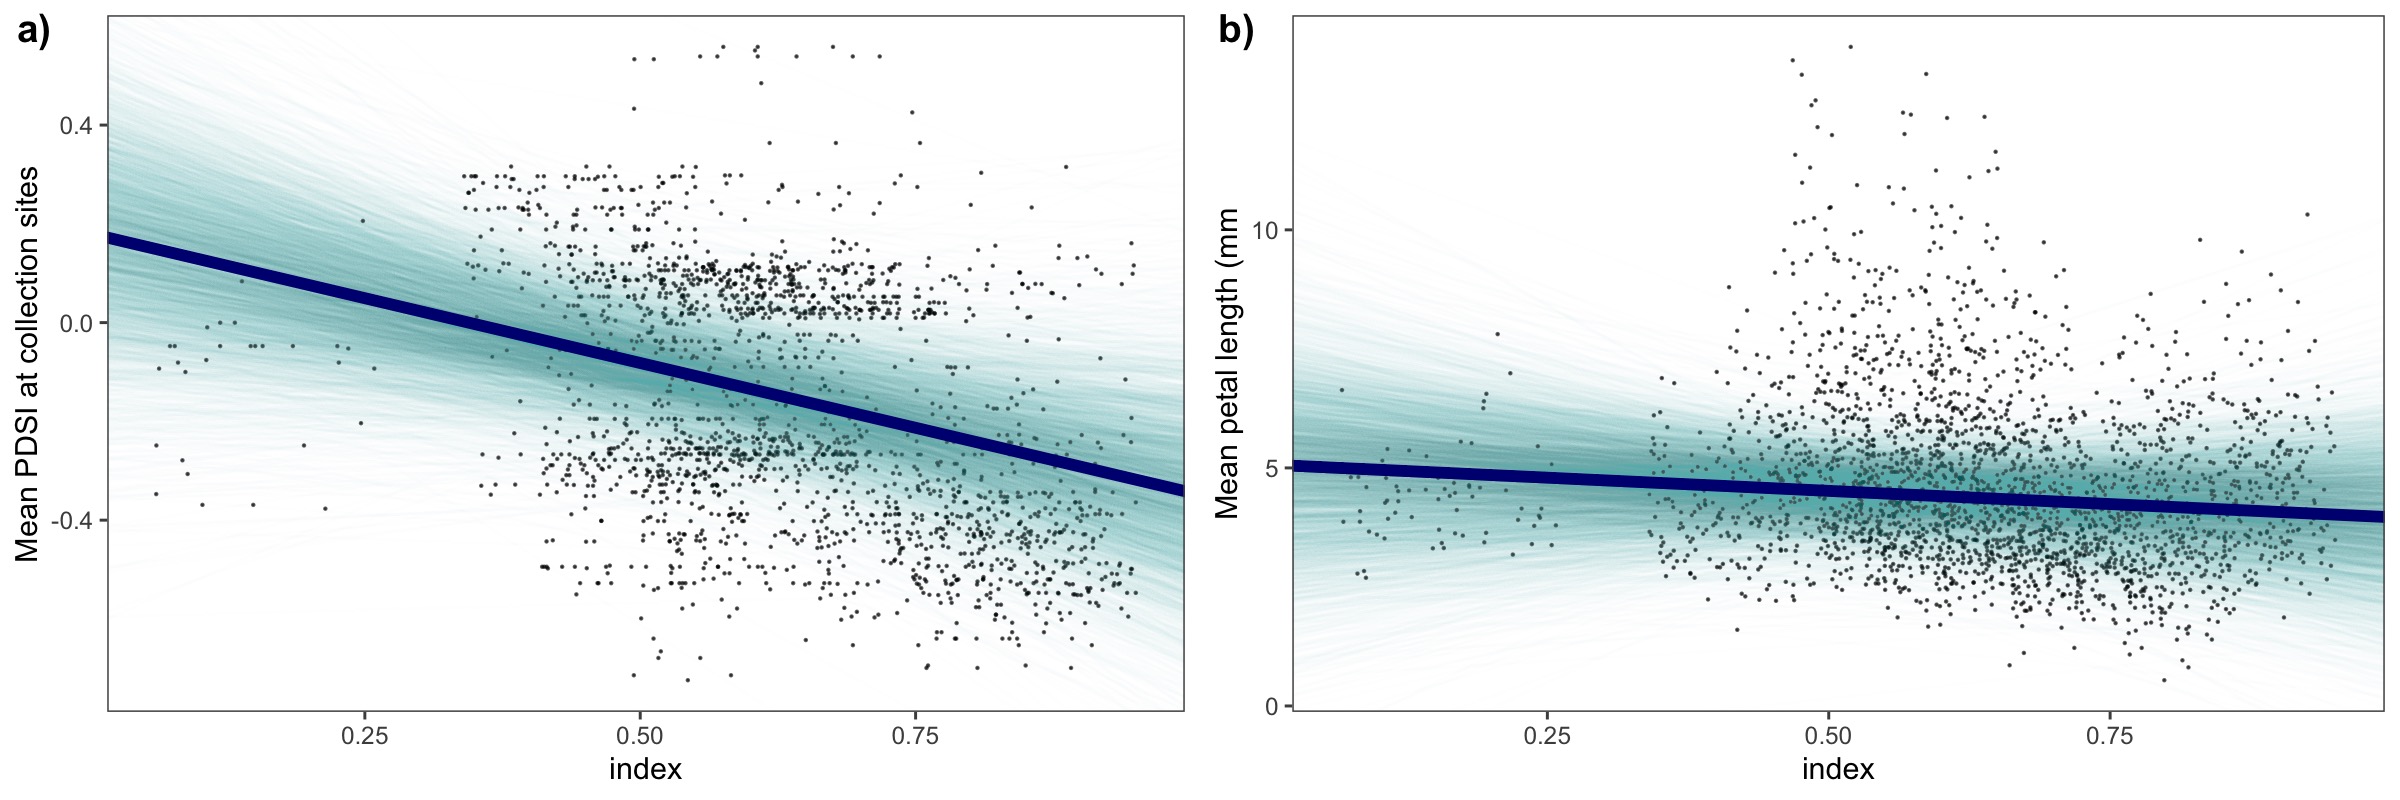 a)
Mean PDSI at collection sites
0.4
0.0
-0.4
0.25 0.50 0.75
index
b)
Mean petal length (mm
10
5
0
0.25 0.50 0.75
index